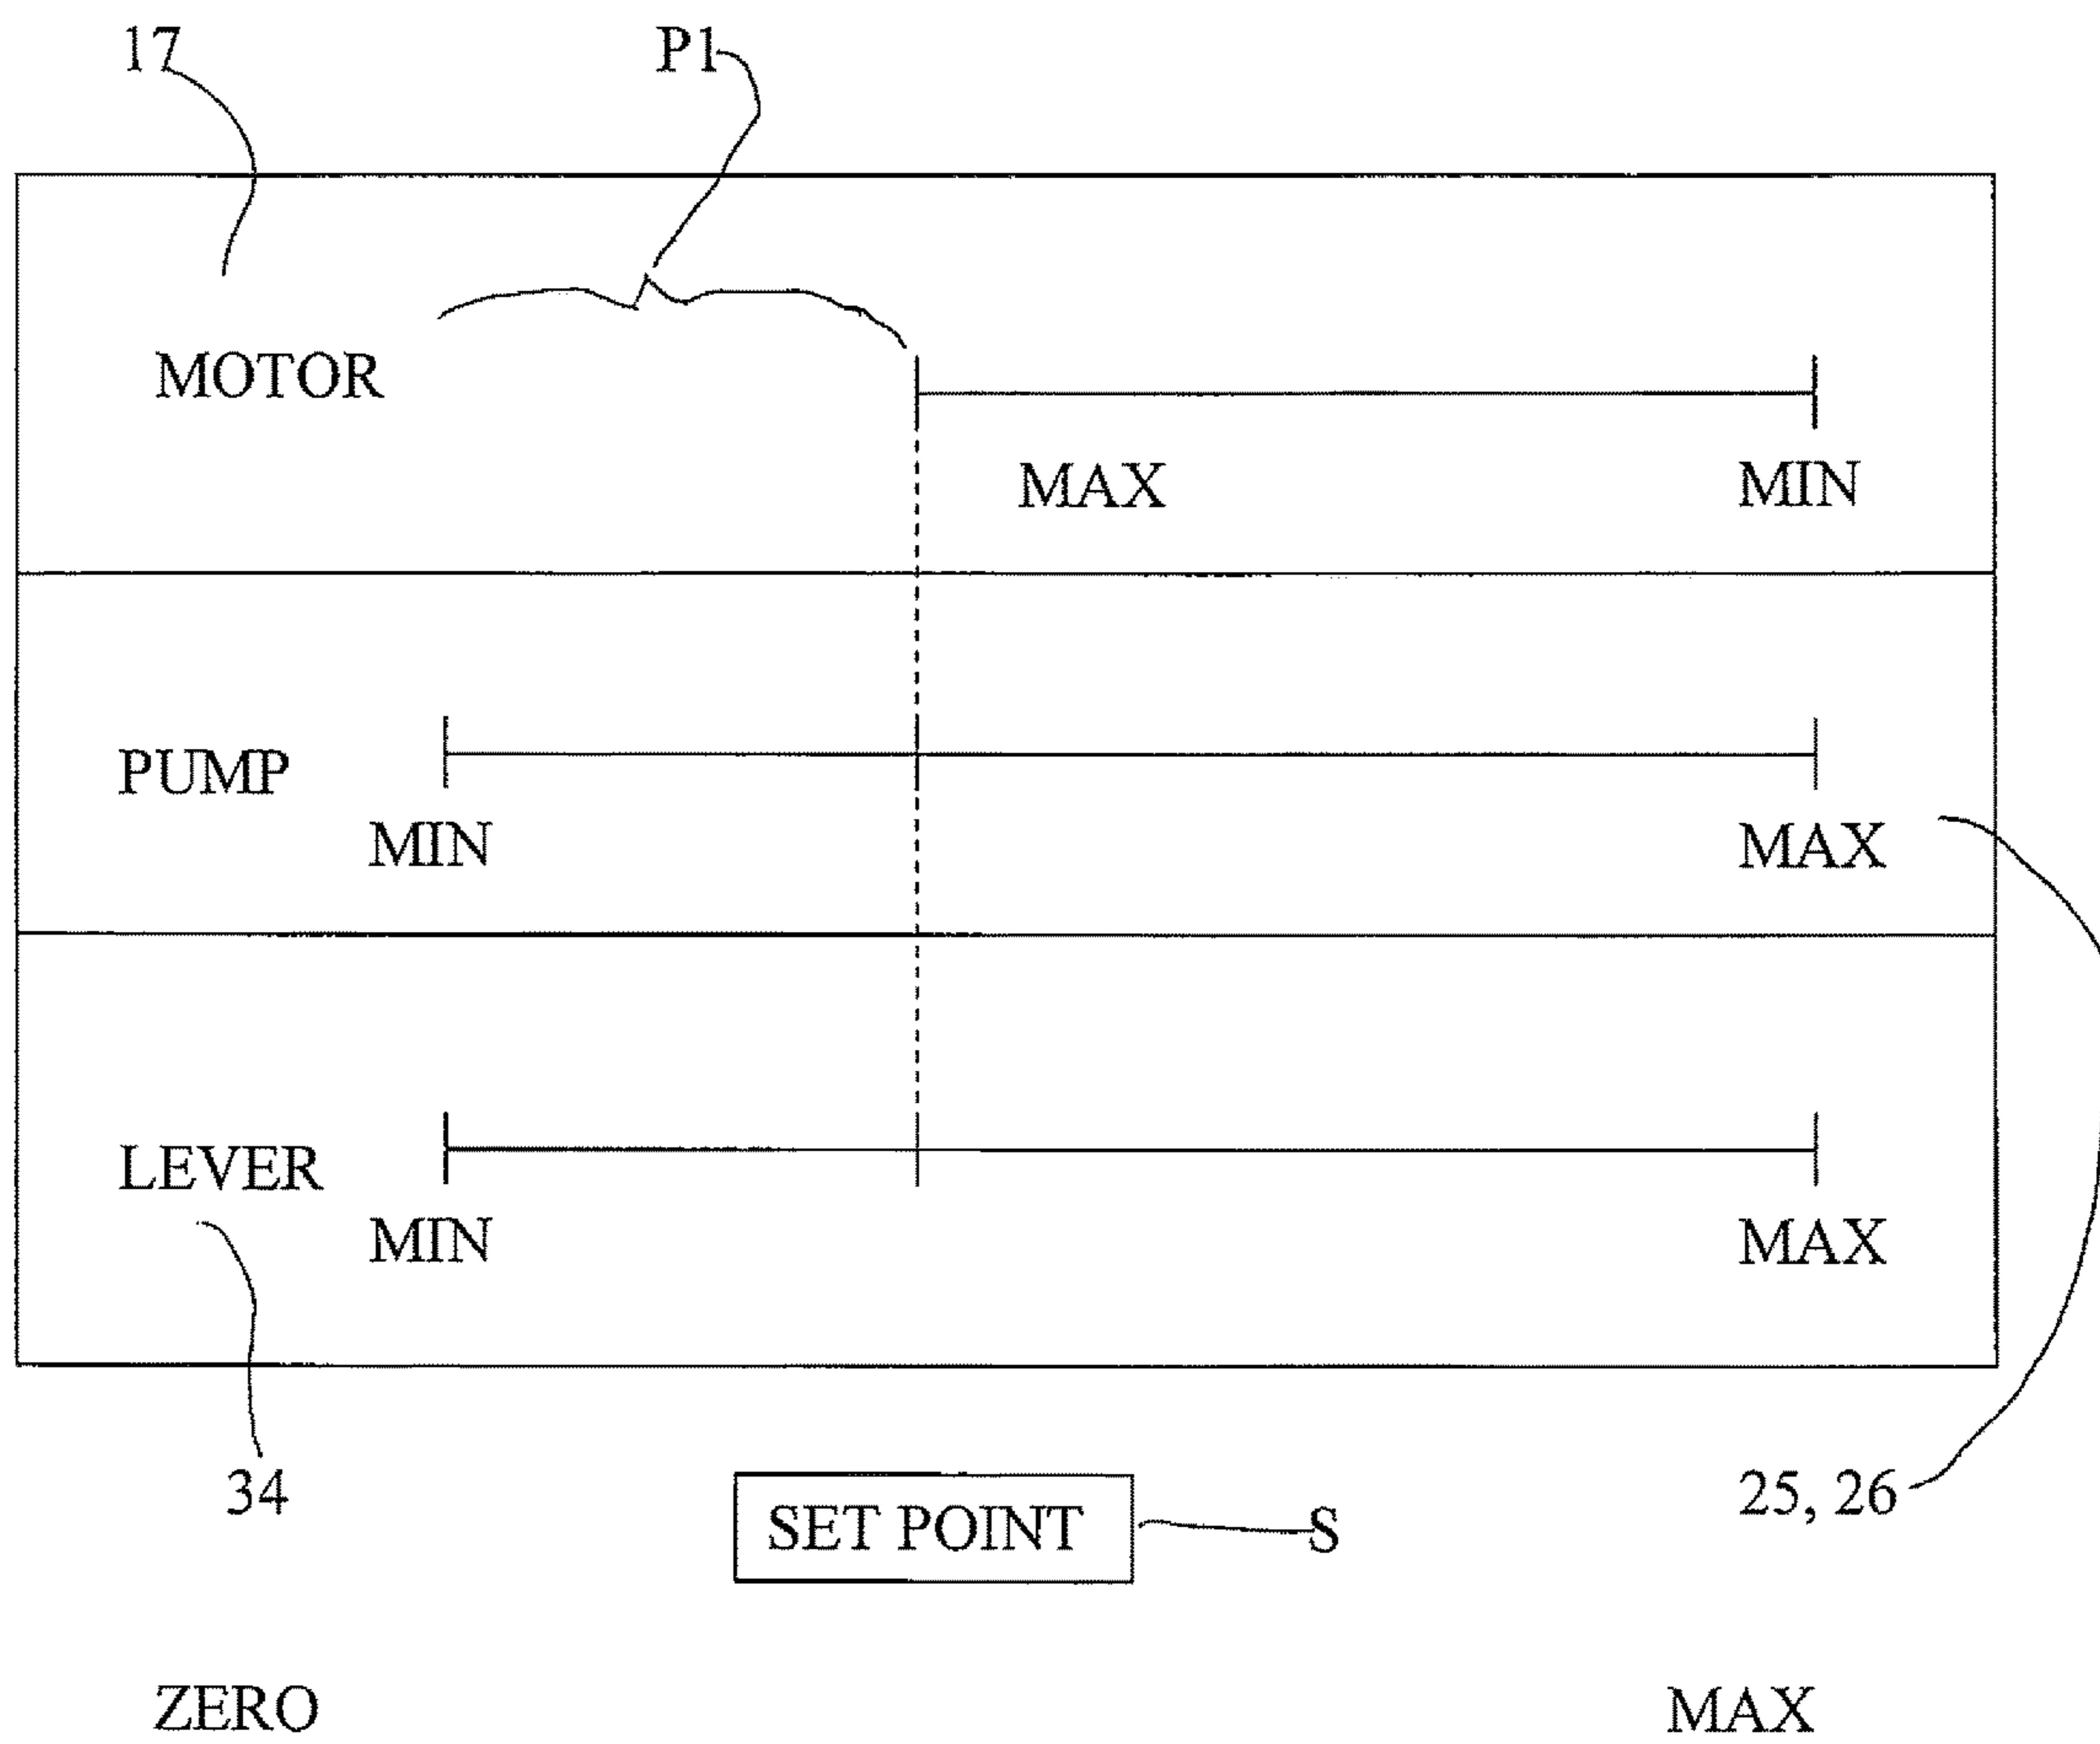 17
P1
MOTOR
MAX
MIN
PUMP
MIN
MAX
LEVER
MIN
MAX
34
25, 26
SET POINT
S
ZERO
MAX